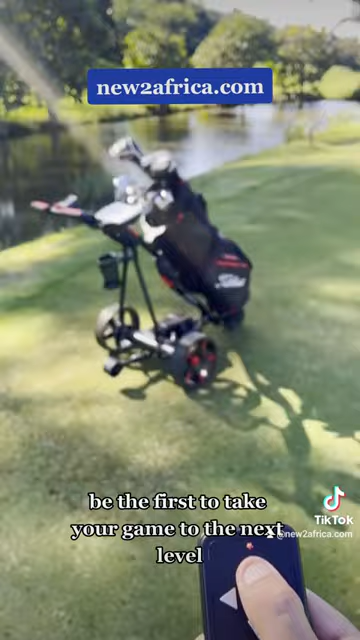 new2africa.com
be the first to take
your game to the next
level
TikTok
@new2africa.com